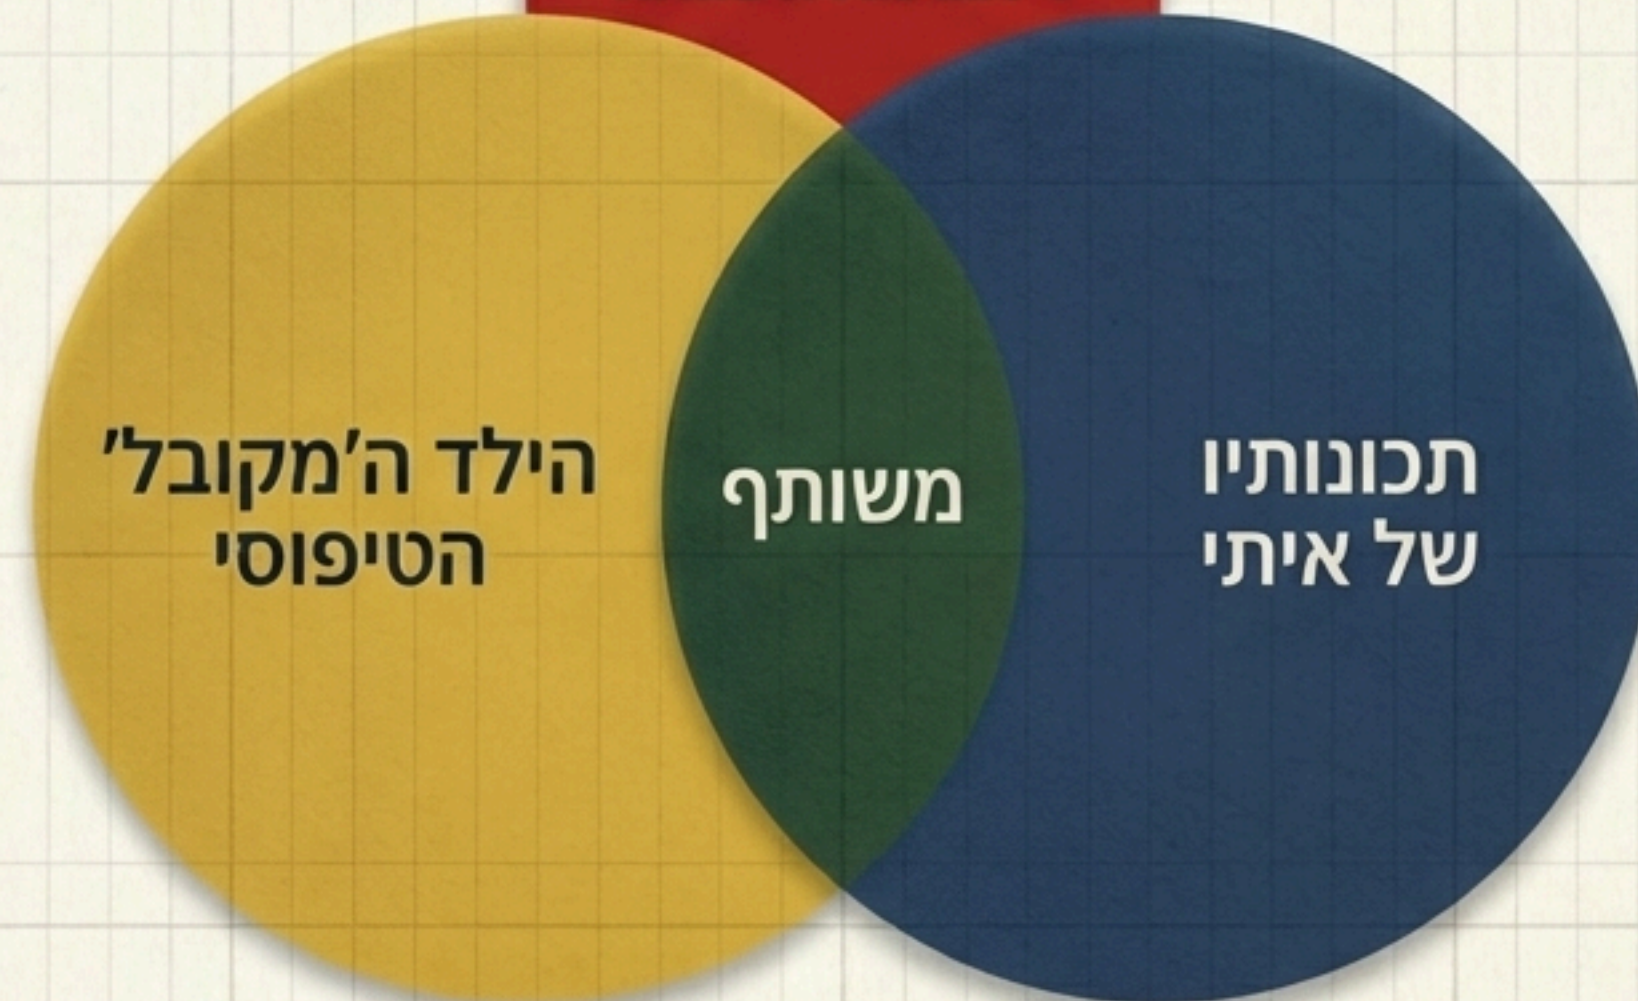 תכונותיו
של איתי
משותף
הילד ה'מקובל'
הטיפוסי